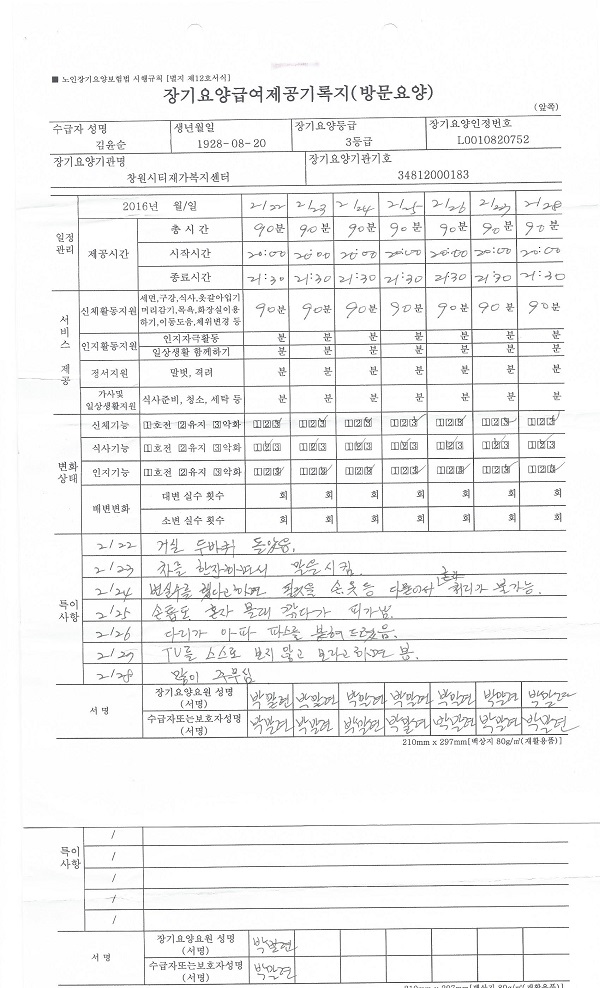 ■ 노인장기요양보험법 시행규칙 [별지 제12호서식]
장기요양급여제공기록지(방문요양)
(앞쪽)
수급자 성명 생년월일 장기요양등급 장기요양인정번호
김윤순 1928-08-20 3등급 L0010820752
장기요양기관명 장기요양기관기호
창원시티재가복지센터 34812000183
일정관리 2016년 월/일 2/22 2/23 2/24 2/25 2/26 2/27 2/28
제공시간 총 시 간 90분 90분 90분 90분 90분 90분 90분
시작시간 20:00 20:00 20:00 20:00 20:00 20:00 20:00
종료시간 21:30 21:30 21:30 21:30 21:30 21:30 21:30
서비스 제공 신체활동지원 세면,구강,식사,옷갈아입기 머리감기,목욕,화장실이용하기,이동도움,체위변경 등 90분 90분 90분 90분 90분 90분 90분
인지활동지원 인지자극활동 분 분 분 분 분 분 분
일상생활 함께하기 분 분 분 분 분 분 분
정서지원 말벗, 격려 분 분 분 분 분 분 분
가사및 일상생활지원 식사준비, 청소, 세탁 등 분 분 분 분 분 분 분
변화상태 신체기능 1호전 2유지 3악화 123 123 123 123 123 123 123
식사기능 1호전 2유지 3악화 123 123 123 123 123 123 123
인지기능 1호전 2유지 3악화 123 123 123 123 123 123 123
배변변화 대변 실수 횟수 회 회 회 회 회 회 회
소변 실수 횟수 회 회 회 회 회 회 회
특이사항
2/22 거실 두바퀴 돌았음.
2/23 차를 한잔하면서 말을시킴.
2/24 변실수를 했다고하면 손옷등 처리가 불가능.
2/25 손톱도 혼자 몰래 깎다가 피가남.
2/26 다리가 아파 파스를 붙혀 드렸음.
2/27 TV를 스스로 보지 않고 보라고하면 봄.
2/28 많이 주무심
서 명 장기요양요원 성명 (서명) 박말련 박말련 박말련 박말련 박말련 박말련 박말련
수급자또는보호자성명 (서명) 박말련 박말련 박말련 박말련 박말련 박말련 박말련
210mm x 297mm[백상지 80g/㎡(재활용품)]
특이사항
/
/
/
/
/
서 명 장기요양요원 성명 (서명) 박말련
수급자또는보호자성명 (서명) 박말련
210mm x 297mm[백상지 80g/㎡(재활용품)]